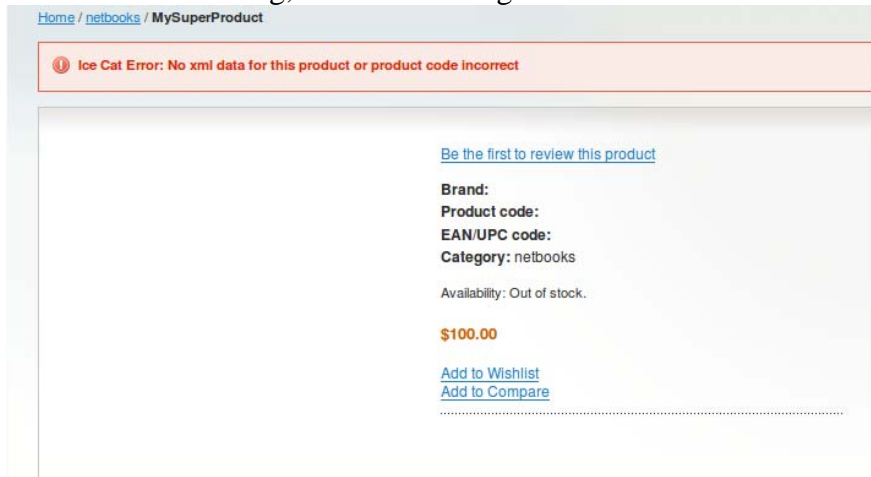 Home / netbooks / MySuperProduct
Ice Cat Error: No xml data for this product or product code incorrect
Be the first to review this product
Brand:
Product code:
EAN/UPC code:
Category: netbooks
Availability: Out of stock.
$100.00
Add to Wishlist
Add to Compare